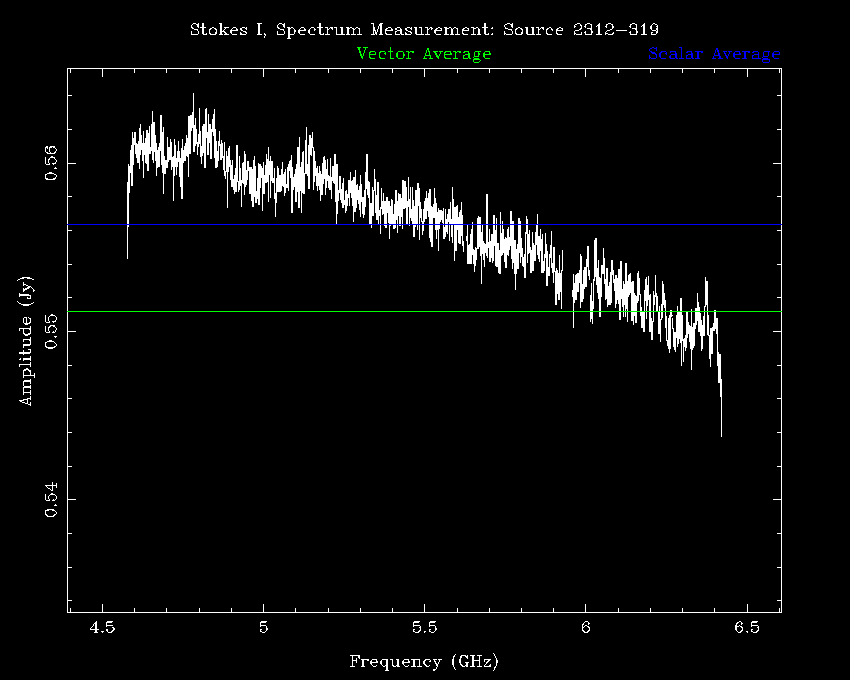 Stokes I, Spectrum Measurement: Source 2312-319
Vector Average
Scalar Average
0.56
0.55
0.54
Amplitude (Jy)
4.5 5 5.5 6 6.5
Frequency (GHz)